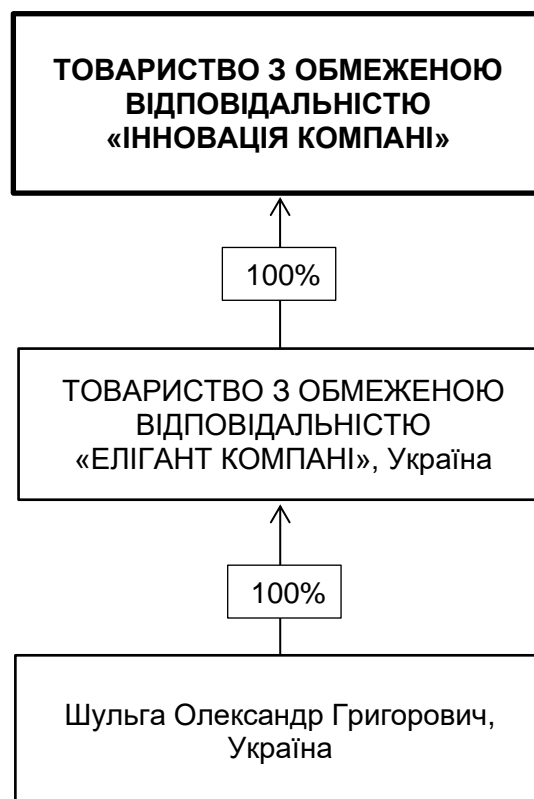 ТОВАРИСТВО З ОБМЕЖЕНОЮ
ВІДПОВІДАЛЬНІСТЮ
«ІННОВАЦІЯ КОМПАНІ»
100%
ТОВАРИСТВО З ОБМЕЖЕНОЮ
ВІДПОВІДАЛЬНІСТЮ
«ЕЛІГАНТ КОМПАНІ», Україна
100%
Шульга Олександр Григорович,
Україна